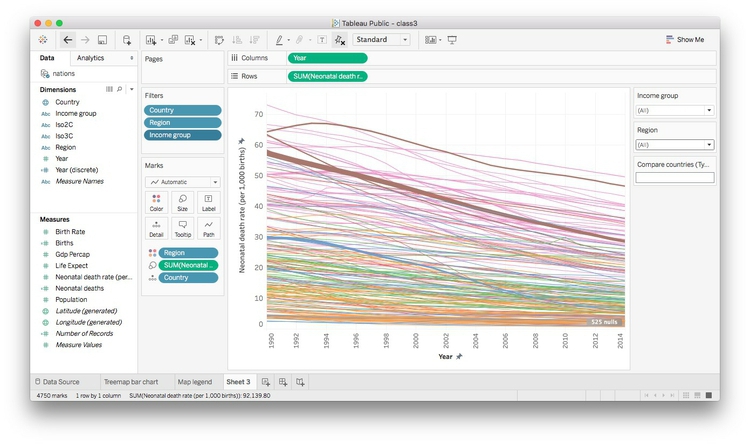 Tableau Public - class3
Standard
Show Me
Data
Analytics
nations
Dimensions
Country
Abc Income group
Abc Iso2C
Abc Iso3C
Abc Region
Year
Year (discrete)
Abc Measure Names
Measures
Birth Rate
Births
Gdp Percap
Life Expect
Neonatal death rate (per...
Neonatal deaths
Population
Latitude (generated)
Longitude (generated)
Number of Records
Measure Values
Pages
Filters
Country
Region
Income group
Marks
Automatic
Color
Size
Label
Detail
Tooltip
Path
Region
SUM(Neonatal ..
Country
Columns
Year
Rows
SUM(Neonatal death r..
Neonatal death rate (per 1,000 births)
70
60
50
40
30
20
10
0
525 nulls
1990
1992
1994
1996
1998
2000
2002
2004
2006
2008
2010
2012
2014
Year
Income group
(All)
Region
(All)
Compare countries (Ty...
Data Source
Treemap bar chart
Map legend
Sheet 3
4750 marks
1 row by 1 column
SUM(Neonatal death rate (per 1,000 births)): 92,139.80